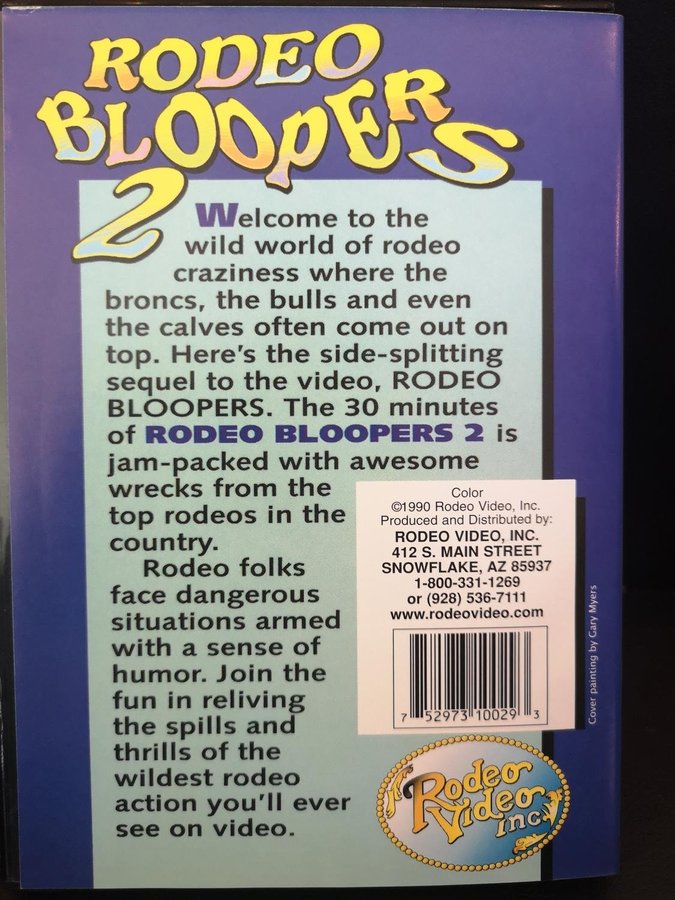 RODEO
BLOOPERS
2
Welcome to the
wild world of rodeo
craziness where the
broncs, the bulls and even
the calves often come out on
top. Here's the side-splitting
sequel to the video, RODEO
BLOOPERS. The 30 minutes
of RODEO BLOOPERS 2 is
jam-packed with awesome
wrecks from the
top rodeos in the
country.
Rodeo folks
face dangerous
situations armed
with a sense of
humor. Join the
fun in reliving
the spills and
thrills of the
wildest rodeo
action you'll ever
see on video.
Color
©1990 Rodeo Video, Inc.
Produced and Distributed by:
RODEO VIDEO, INC.
412 S. MAIN STREET
SNOWFLAKE, AZ 85937
1-800-331-1269
or (928) 536-7111
www.rodeovideo.com
7 52973 10029 3
Cover painting by Gary Myers
Rodeo
Video
Inc.